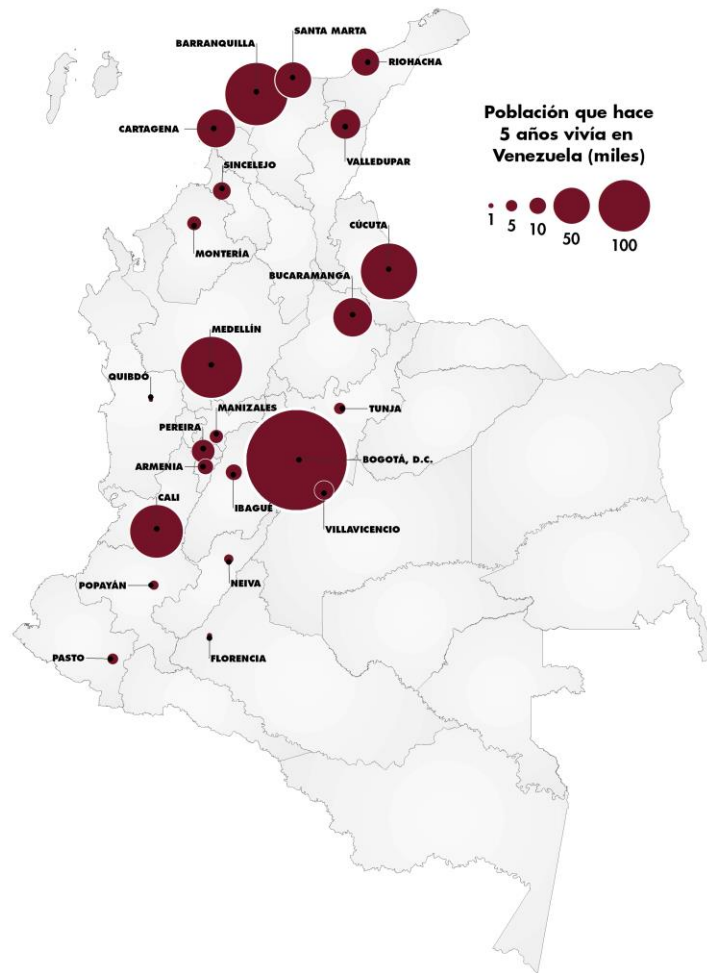 SANTA MARTA
BARRANQUILLA
RIOHACHA
CARTAGENA
VALLEDUPAR
SINCELEJO
MONTERÍA
Población que hace
5 años vivía en
Venezuela (miles)
1 5 10 50 100
CÚCUTA
BUCARAMANGA
MEDELLÍN
QUIBDÓ
MANIZALES
TUNJA
PEREIRA
BOGOTÁ, D.C.
ARMENIA
CALI
IBAGUÉ
VILLAVICENCIO
POPAYÁN
NEIVA
PASTO
FLORENCIA